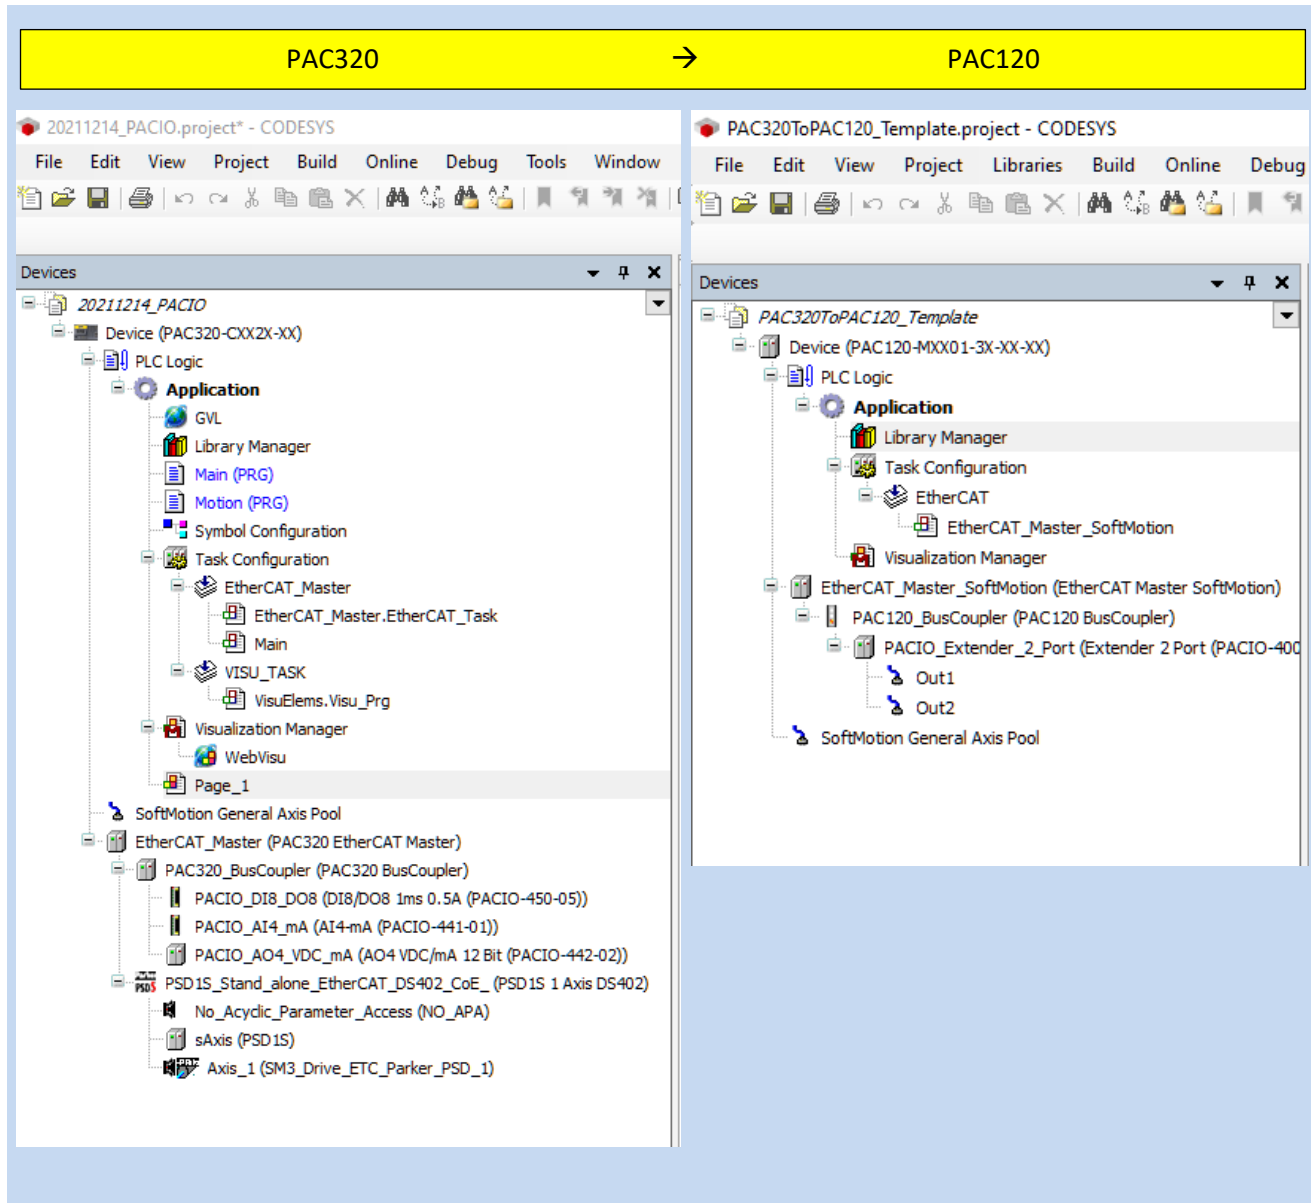 PAC320 → PAC120
20211214_PACIO.project* - CODESYS
File Edit View Project Build Online Debug Tools Window
Devices
20211214_PACIO
Device (PAC320-CXX2X-XX)
PLC Logic
Application
GVL
Library Manager
Main (PRG)
Motion (PRG)
Symbol Configuration
Task Configuration
EtherCAT_Master
EtherCAT_Master.EtherCAT_Task
Main
VISU_TASK
VisuElems.Visu_Prg
Visualization Manager
WebVisu
Page_1
SoftMotion General Axis Pool
EtherCAT_Master (PAC320 EtherCAT Master)
PAC320_BusCoupler (PAC320 BusCoupler)
PACIO_DI8_DO8 (DI8/DO8 1ms 0.5A (PACIO-450-05))
PACIO_AI4_mA (AI4-mA (PACIO-441-01))
PACIO_AO4_VDC_mA (AO4 VDC/mA 12 Bit (PACIO-442-02))
PSD1S_Stand_alone_EtherCAT_DS402_CoE_ (PSD1S 1 Axis DS402)
No_Acyclic_Parameter_Access (NO_APA)
sAxis (PSD1S)
Axis_1 (SM3_Drive_ETC_Parker_PSD_1)
PAC320ToPAC120_Template.project - CODESYS
File Edit View Project Libraries Build Online Debug
Devices
PAC320ToPAC120_Template
Device (PAC120-MXX01-3X-XX-XX)
PLC Logic
Application
Library Manager
Task Configuration
EtherCAT
EtherCAT_Master_SoftMotion
Visualization Manager
EtherCAT_Master_SoftMotion (EtherCAT Master SoftMotion)
PAC120_BusCoupler (PAC120 BusCoupler)
PACIO_Extender_2_Port (Extender 2 Port (PACIO-400
Out1
Out2
SoftMotion General Axis Pool